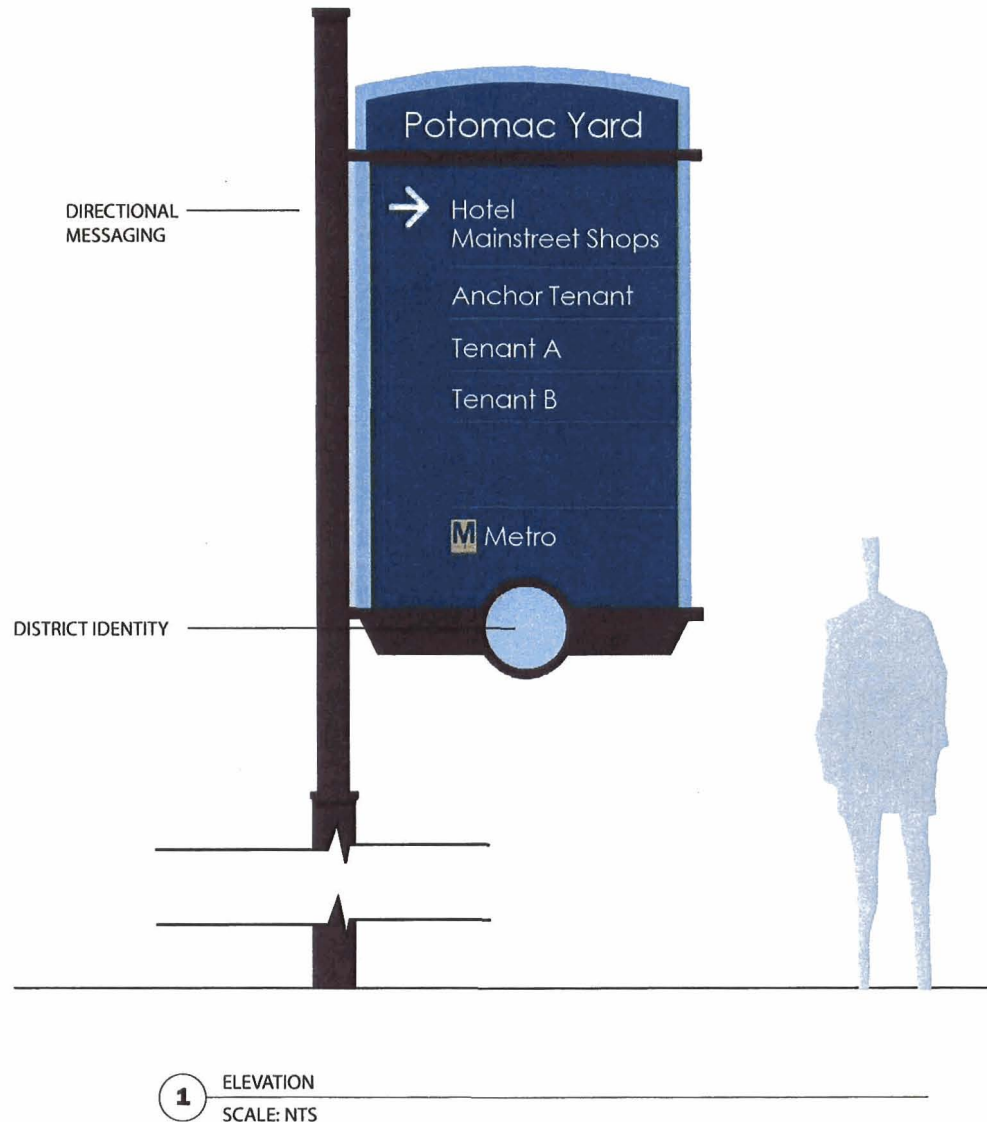 Potomac Yard
DIRECTIONAL
MESSAGING
→ Hotel
Mainstreet Shops
Anchor Tenant
Tenant A
Tenant B
M Metro
DISTRICT IDENTITY
1
ELEVATION
SCALE: NTS